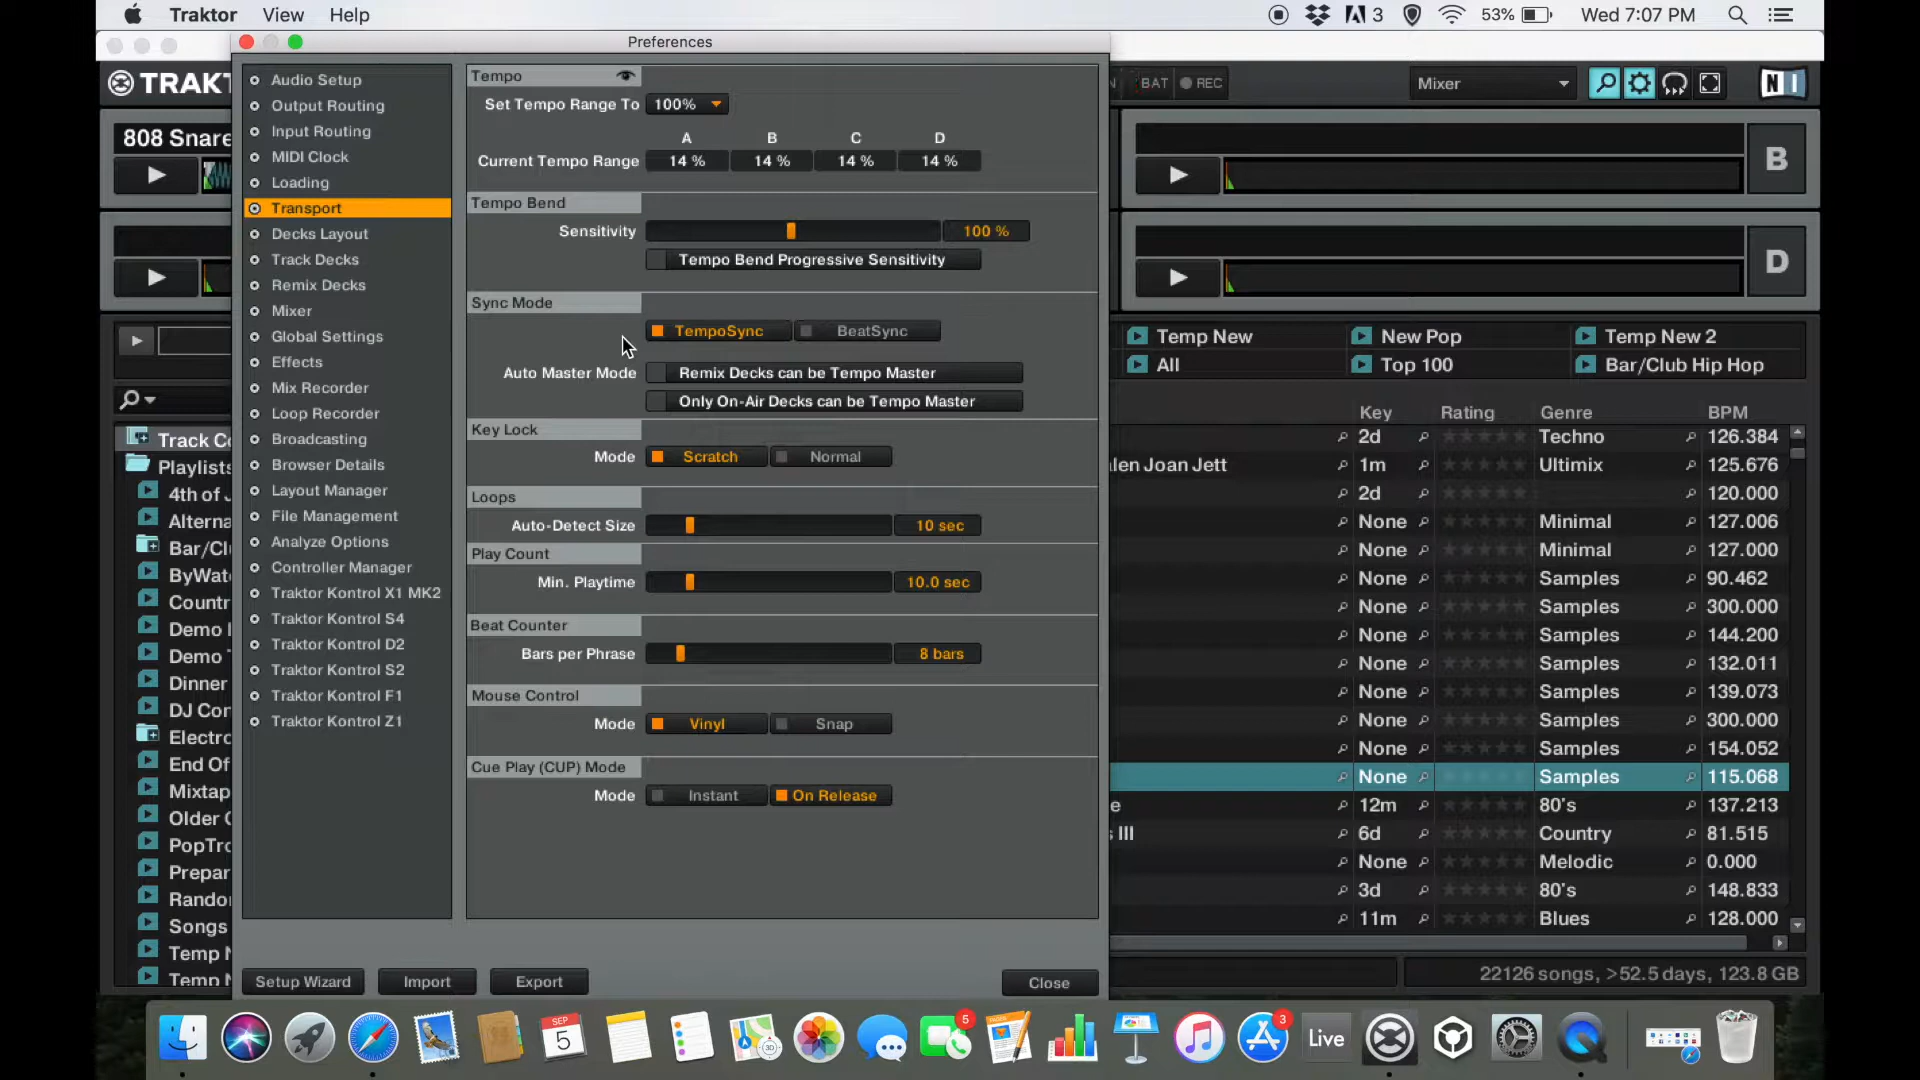 Traktor View Help
3 53% Wed 7:07 PM
Preferences
TRAKT
BAT REC
Mixer
N I
808 Snare
B
D
Audio Setup
Output Routing
Input Routing
MIDI Clock
Loading
Transport
Decks Layout
Track Decks
Remix Decks
Mixer
Global Settings
Effects
Mix Recorder
Loop Recorder
Broadcasting
Browser Details
Layout Manager
File Management
Analyze Options
Controller Manager
Traktor Kontrol X1 MK2
Traktor Kontrol S4
Traktor Kontrol D2
Traktor Kontrol S2
Traktor Kontrol F1
Traktor Kontrol Z1
Tempo
Set Tempo Range To 100%
A B C D
Current Tempo Range 14 % 14 % 14 % 14 %
Tempo Bend
Sensitivity 100 %
Tempo Bend Progressive Sensitivity
Sync Mode
TempoSync BeatSync
Auto Master Mode Remix Decks can be Tempo Master
Only On-Air Decks can be Tempo Master
Key Lock
Mode Scratch Normal
Loops
Auto-Detect Size 10 sec
Play Count
Min. Playtime 10.0 sec
Beat Counter
Bars per Phrase 8 bars
Mouse Control
Mode Vinyl Snap
Cue Play (CUP) Mode
Mode Instant On Release
Setup Wizard Import Export Close
Track Co
Playlists
4th of J
Alterna
Bar/Clu
ByWat
Countr
Demo
Demo T
Dinner
DJ Con
Electro
End Of
Mixtap
Older
PopTro
Prepar
Rando
Songs
Temp N
Temp N
Temp New New Pop Temp New 2
All Top 100 Bar/Club Hip Hop
Key Rating Genre BPM
2d Techno 126.384
len Joan Jett 1m Ultimix 125.676
2d 120.000
None Minimal 127.006
None Minimal 127.000
None Samples 90.462
None Samples 300.000
None Samples 144.200
None Samples 132.011
None Samples 139.073
None Samples 300.000
None Samples 154.052
None Samples 115.068
e 12m 80's 137.213
s III 6d Country 81.515
None Melodic 0.000
3d 80's 148.833
11m Blues 128.000
22126 songs, >52.5 days, 123.8 GB
SEP
5
3D
5
3
Live